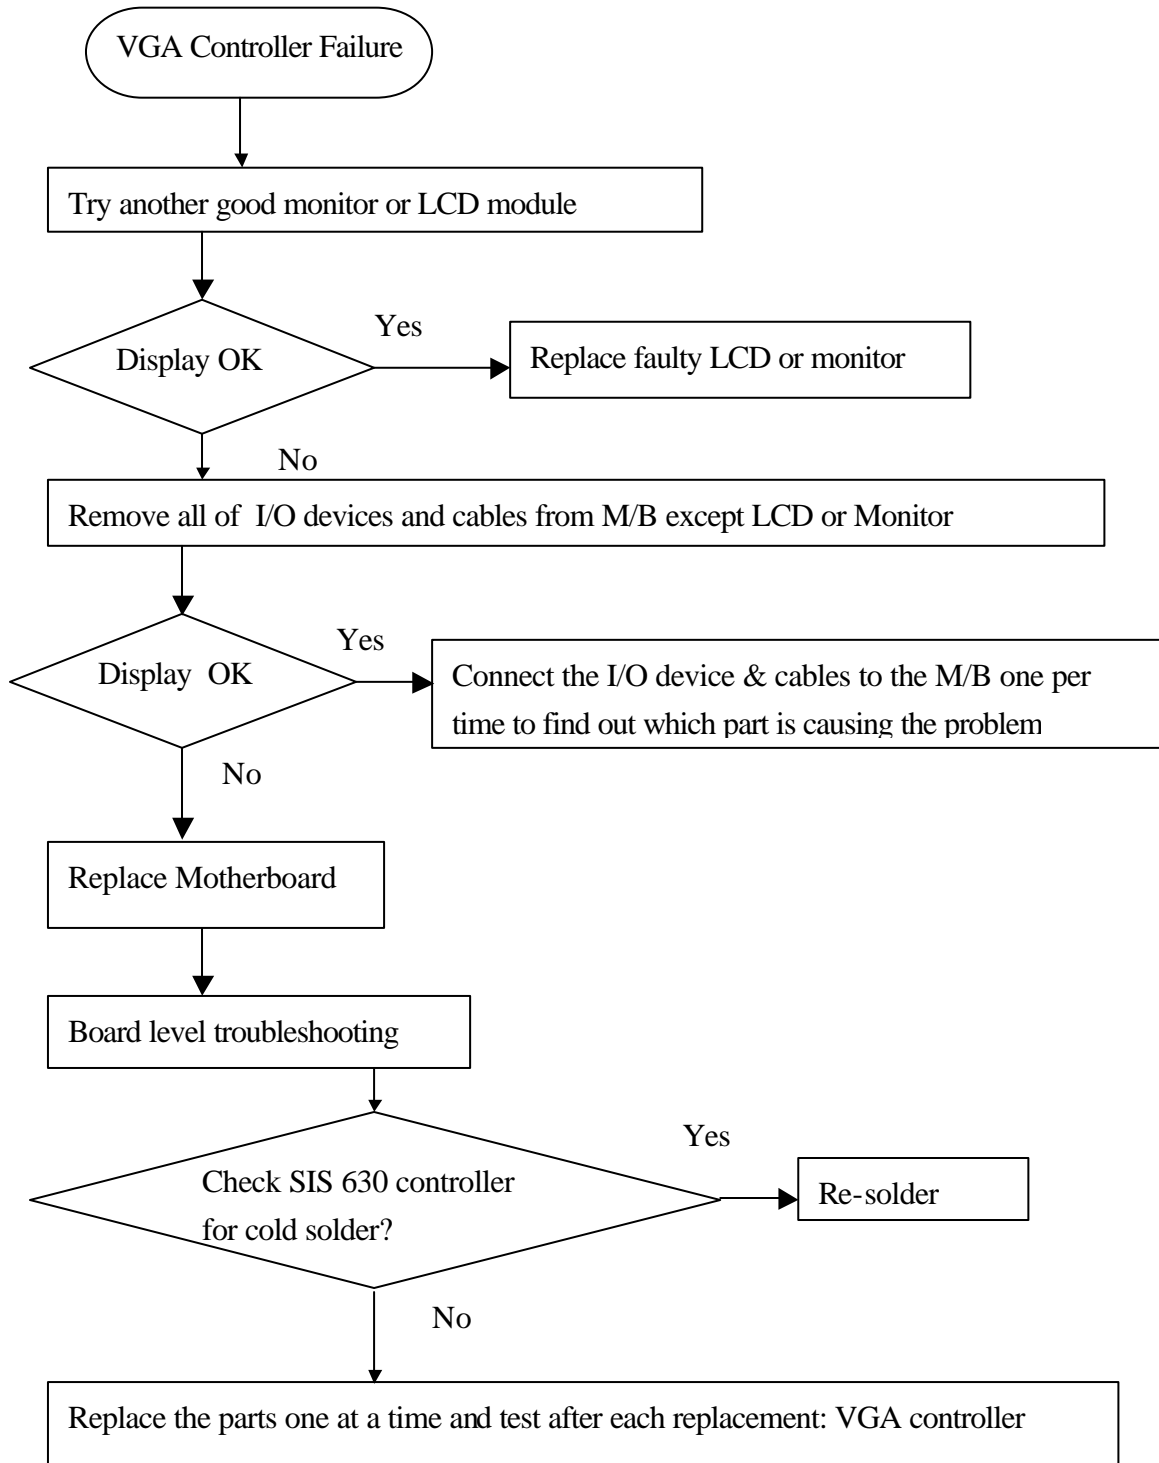 VGA Controller Failure
Try another good monitor or LCD module
Display OK
Yes
Replace faulty LCD or monitor
No
Remove all of I/O devices and cables from M/B except LCD or Monitor
Display OK
Yes
Connect the I/O device & cables to the M/B one per
time to find out which part is causing the problem
No
Replace Motherboard
Board level troubleshooting
Check SIS 630 controller
for cold solder?
Yes
Re-solder
No
Replace the parts one at a time and test after each replacement: VGA controller